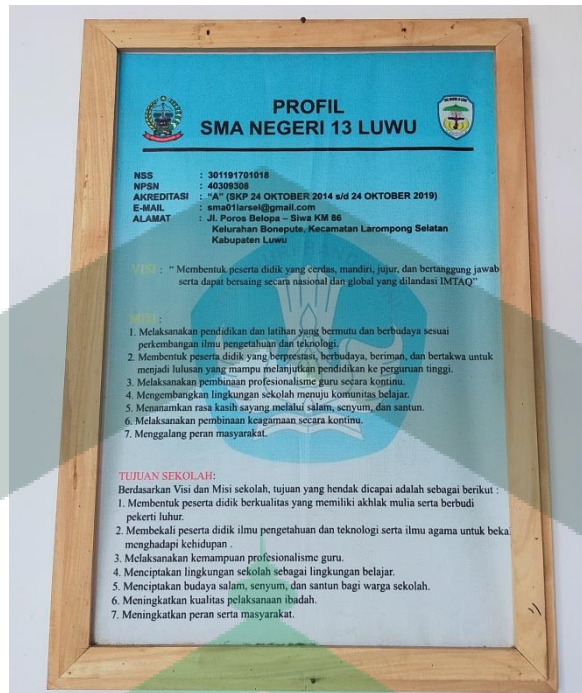 PROFIL
SMA NEGERI 13 LUWU
NSS : 301191701018
NPSN : 40309308
AKREDITASI : "A" (SKP 24 OKTOBER 2014 s/d 24 OKTOBER 2019)
E-MAIL : sma01larsel@gmail.com
ALAMAT : Jl. Poros Belopa – Siwa KM 86
Kelurahan Bonepute, Kecamatan Larompong Selatan
Kabupaten Luwu
VISI : " Membentuk peserta didik yang cerdas, mandiri, jujur, dan bertanggung jawab
serta dapat bersaing secara nasional dan global yang dilandasi IMTAQ"
MISI :
1. Melaksanakan pendidikan dan latihan yang bermutu dan berbudaya sesuai
perkembangan ilmu pengetahuan dan teknologi.
2. Membentuk peserta didik yang berprestasi, berbudaya, beriman, dan bertakwa untuk
menjadi lulusan yang mampu melanjutkan pendidikan ke perguruan tinggi.
3. Melaksanakan pembinaan profesionalisme guru secara kontinu.
4. Mengembangkan lingkungan sekolah menuju komunitas belajar.
5. Menanamkan rasa kasih sayang melalui salam, senyum, dan santun.
6. Melaksanakan pembinaan keagamaan secara kontinu.
7. Menggalang peran masyarakat.
TUJUAN SEKOLAH:
Berdasarkan Visi dan Misi sekolah, tujuan yang hendak dicapai adalah sebagai berikut :
1. Membentuk peserta didik berkualitas yang memiliki akhlak mulia serta berbudi
pekerti luhur.
2. Membekali peserta didik ilmu pengetahuan dan teknologi serta ilmu agama untuk beka
menghadapi kehidupan .
3. Melaksanakan kemampuan profesionalisme guru.
4. Menciptakan lingkungan sekolah sebagai lingkungan belajar.
5. Menciptakan budaya salam, senyum, dan santun bagi warga sekolah.
6. Meningkatkan kualitas pelaksanaan ibadah.
7. Meningkatkan peran serta masyarakat.